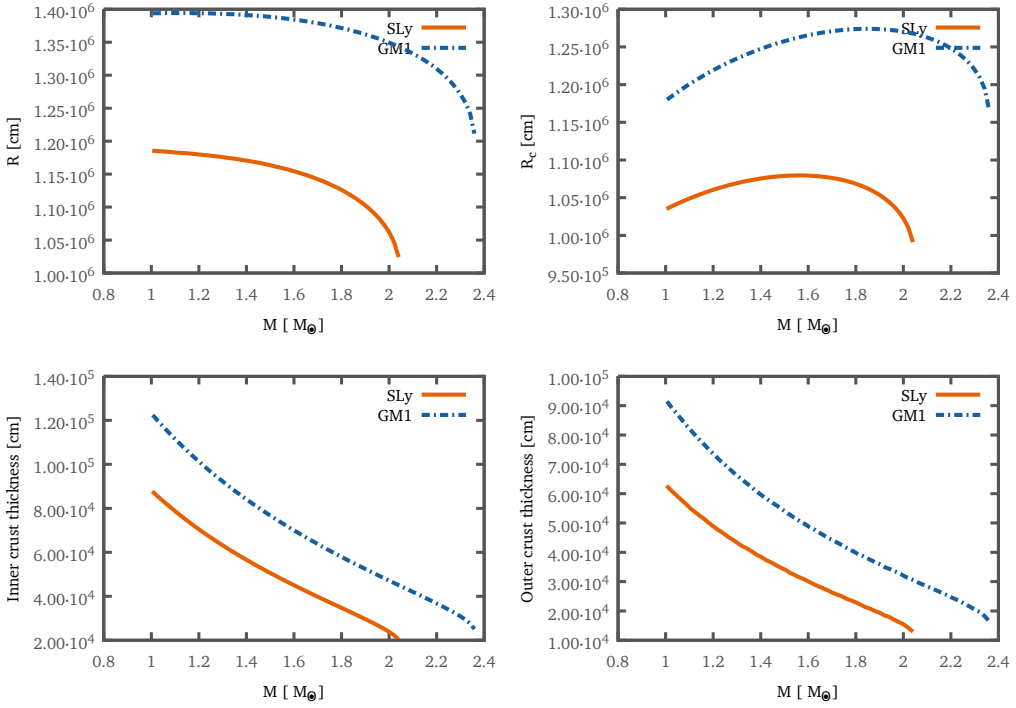 1.40·10⁶
1.35·10⁶
1.30·10⁶
1.25·10⁶
1.20·10⁶
1.15·10⁶
1.10·10⁶
1.05·10⁶
1.00·10⁶
R [cm]
SLy
GM1
0.8 1 1.2 1.4 1.6 1.8 2 2.2 2.4
M [ M☉]
1.30·10⁶
1.25·10⁶
1.20·10⁶
1.15·10⁶
1.10·10⁶
1.05·10⁶
1.00·10⁶
9.50·10⁵
R_c [cm]
SLy
GM1
0.8 1 1.2 1.4 1.6 1.8 2 2.2 2.4
M [ M☉]
1.40·10⁵
1.20·10⁵
1.00·10⁵
8.00·10⁴
6.00·10⁴
4.00·10⁴
2.00·10⁴
Inner crust thickness [cm]
SLy
GM1
0.8 1 1.2 1.4 1.6 1.8 2 2.2 2.4
M [ M☉]
1.00·10⁵
9.00·10⁴
8.00·10⁴
7.00·10⁴
6.00·10⁴
5.00·10⁴
4.00·10⁴
3.00·10⁴
2.00·10⁴
1.00·10⁴
Outer crust thickness [cm]
SLy
GM1
0.8 1 1.2 1.4 1.6 1.8 2 2.2 2.4
M [ M☉]